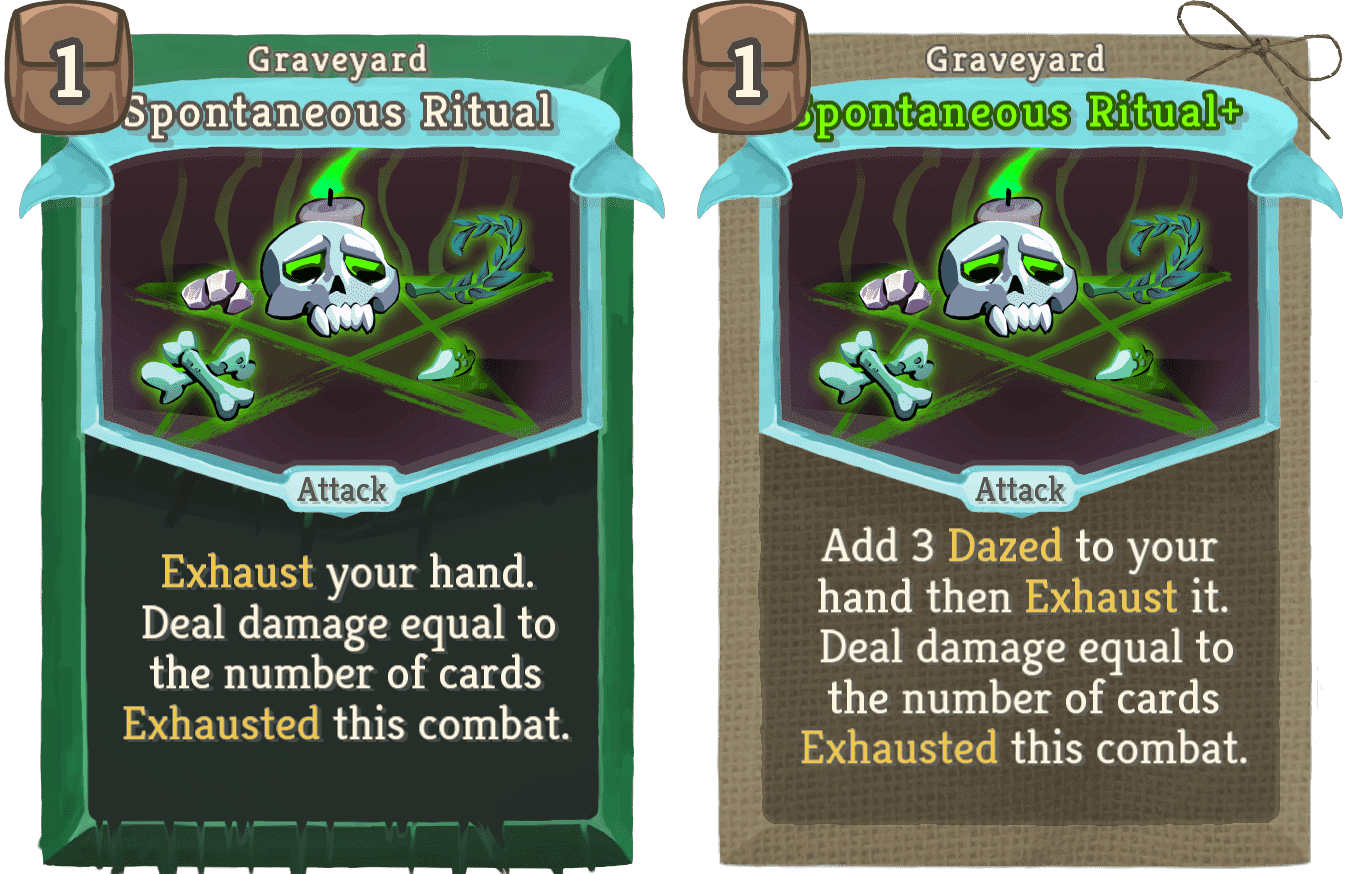 1
Graveyard
Spontaneous Ritual
Attack
Exhaust your hand.
Deal damage equal to
the number of cards
Exhausted this combat.
1
Graveyard
Spontaneous Ritual+
Attack
Add 3 Dazed to your
hand then Exhaust it.
Deal damage equal to
the number of cards
Exhausted this combat.